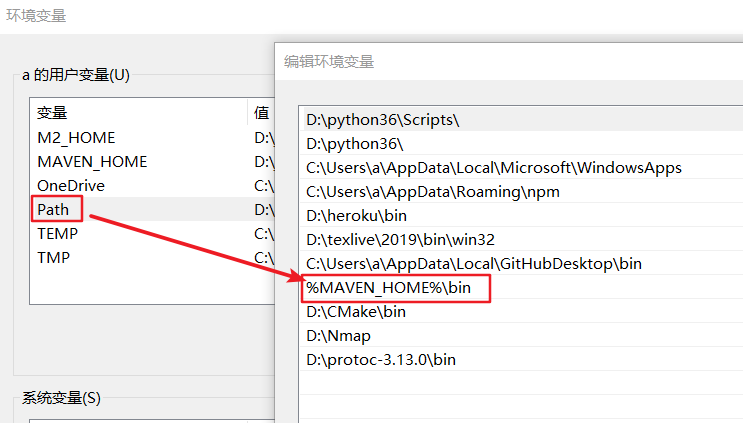 环境变量
a 的用户变量(U)
变量
值
M2_HOME
D:\
MAVEN_HOME
D:\
OneDrive
C:\
Path
D:\
TEMP
C:\
TMP
C:\
系统变量(S)
编辑环境变量
D:\python36\Scripts\
D:\python36\
C:\Users\a\AppData\Local\Microsoft\WindowsApps
C:\Users\a\AppData\Roaming\npm
D:\heroku\bin
D:\texlive\2019\bin\win32
C:\Users\a\AppData\Local\GitHubDesktop\bin
%MAVEN_HOME%\bin
D:\CMake\bin
D:\Nmap
D:\protoc-3.13.0\bin